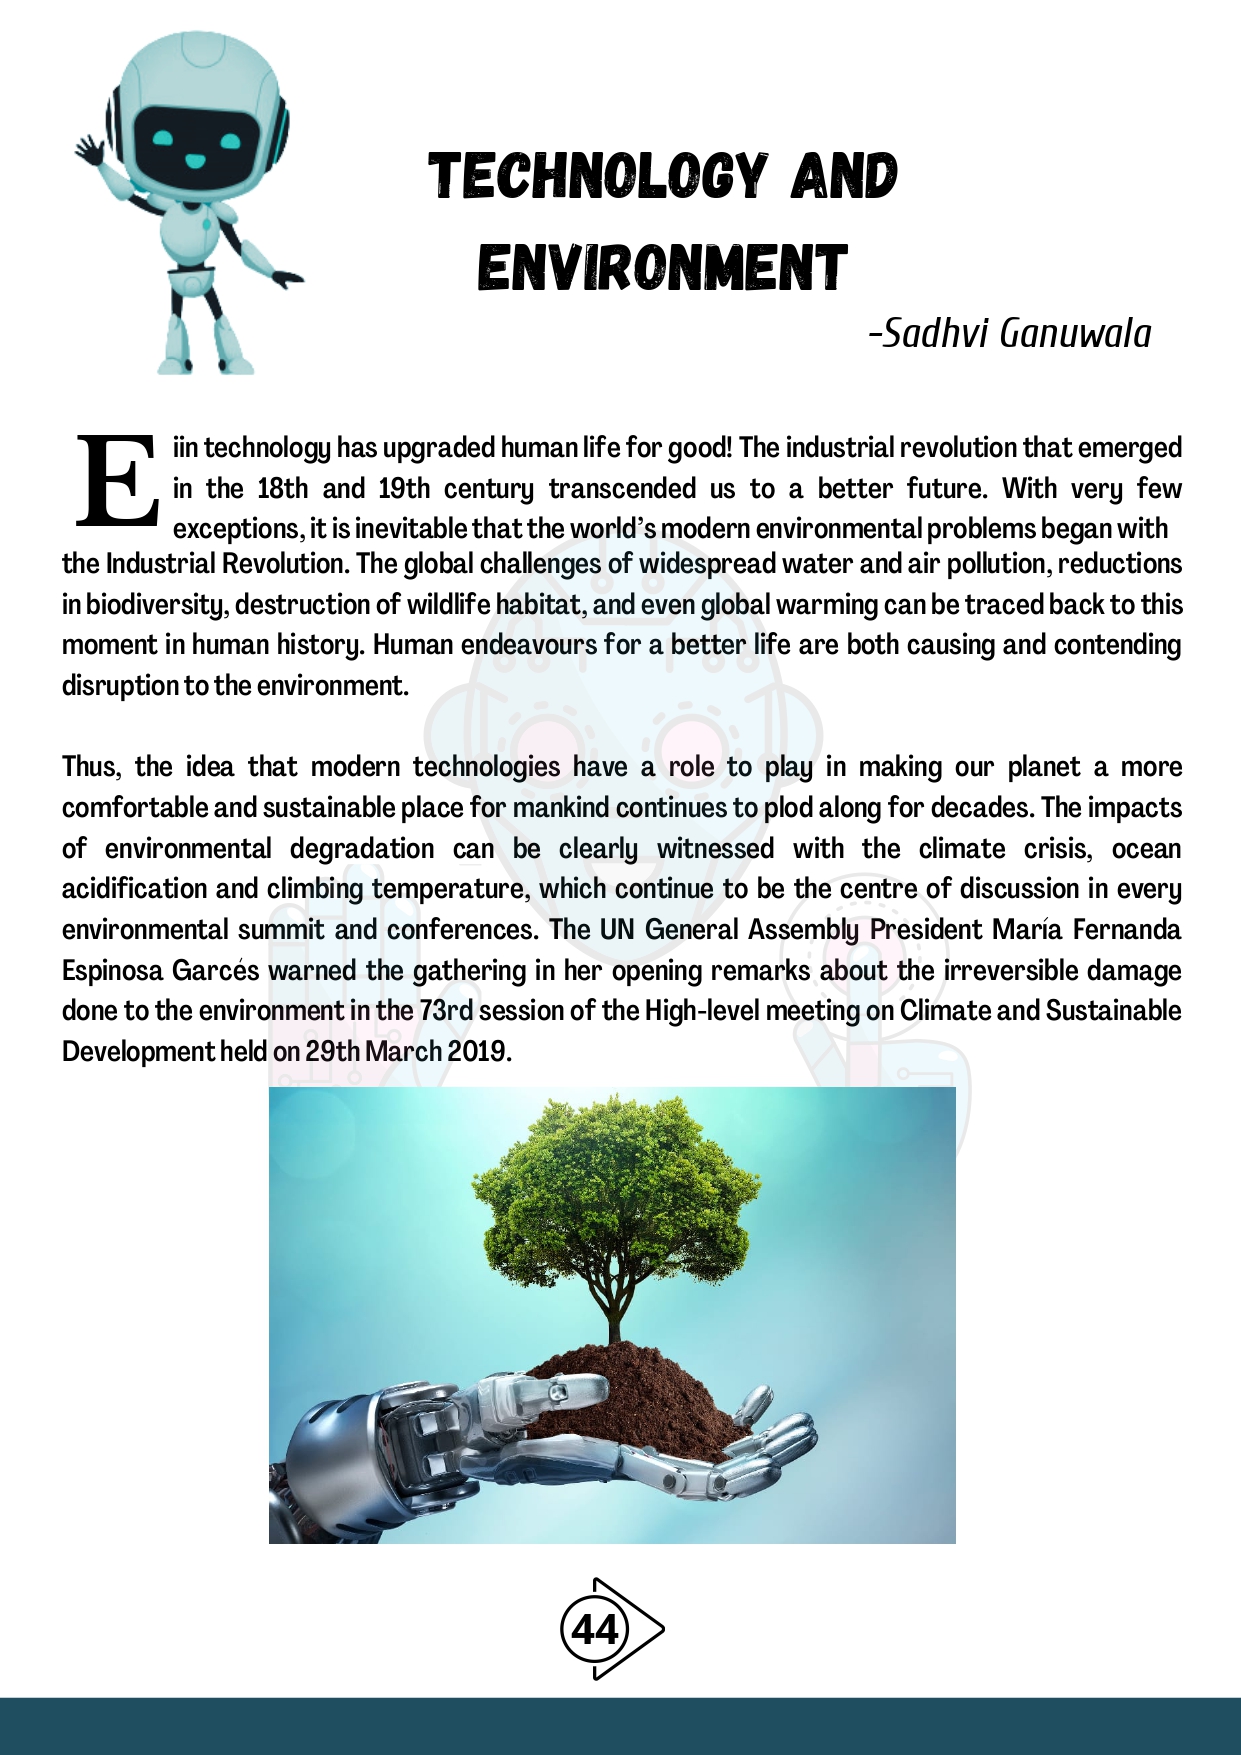 TECHNOLOGY AND
ENVIRONMENT
-Sadhvi Ganuwala
E iin technology has upgraded human life for good! The industrial revolution that emerged
in the 18th and 19th century transcended us to a better future. With very few
exceptions, it is inevitable that the world's modern environmental problems began with
the Industrial Revolution. The global challenges of widespread water and air pollution, reductions
in biodiversity, destruction of wildlife habitat, and even global warming can be traced back to this
moment in human history. Human endeavours for a better life are both causing and contending
disruption to the environment.
Thus, the idea that modern technologies have a role to play in making our planet a more
comfortable and sustainable place for mankind continues to plod along for decades. The impacts
of environmental degradation can be clearly witnessed with the climate crisis, ocean
acidification and climbing temperature, which continue to be the centre of discussion in every
environmental summit and conferences. The UN General Assembly President María Fernanda
Espinosa Garcés warned the gathering in her opening remarks about the irreversible damage
done to the environment in the 73rd session of the High-level meeting on Climate and Sustainable
Development held on 29th March 2019.
44